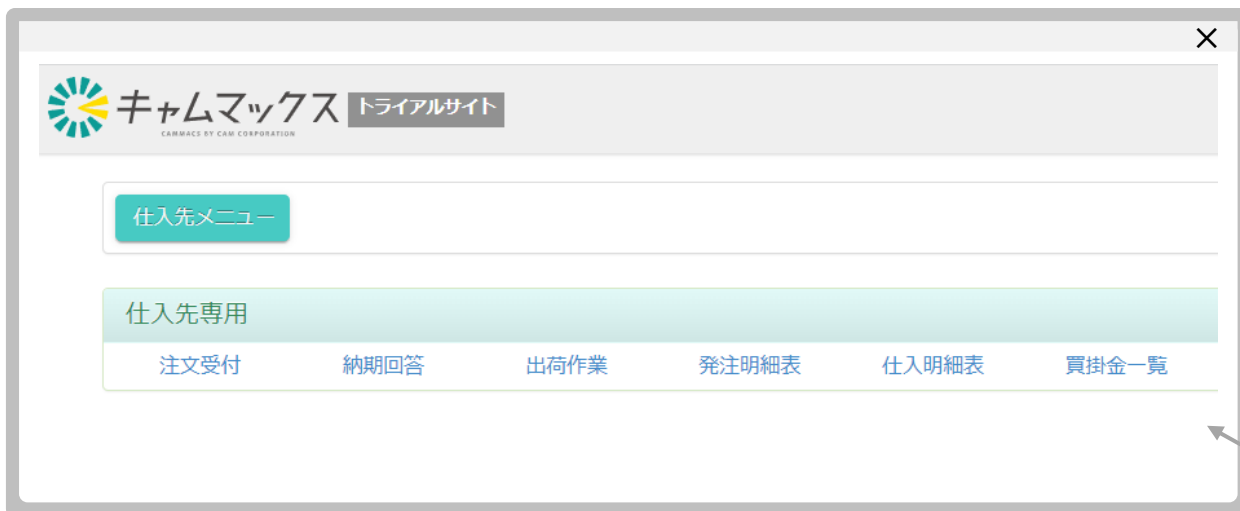 キャムマックス トライアルサイト
CAMMACS BY CAM CORPORATION
仕入先メニュー
仕入先専用
注文受付 納期回答 出荷作業 発注明細表 仕入明細表 買掛金一覧